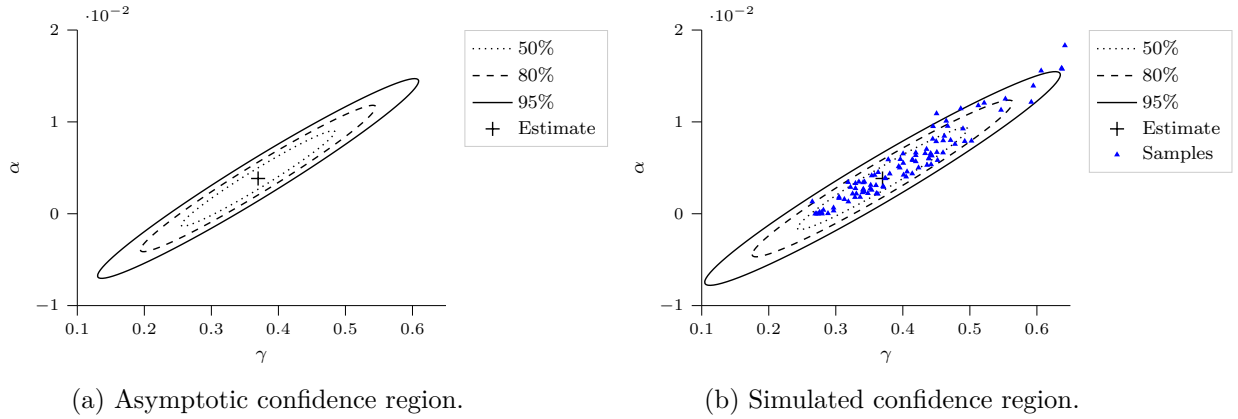 ·10⁻²
2
1
0
−1
0.1 0.2 0.3 0.4 0.5 0.6
γ
α
50%
80%
95%
Estimate
(a) Asymptotic confidence region.
·10⁻²
2
1
0
−1
0.1 0.2 0.3 0.4 0.5 0.6
γ
α
50%
80%
95%
Estimate
Samples
(b) Simulated confidence region.